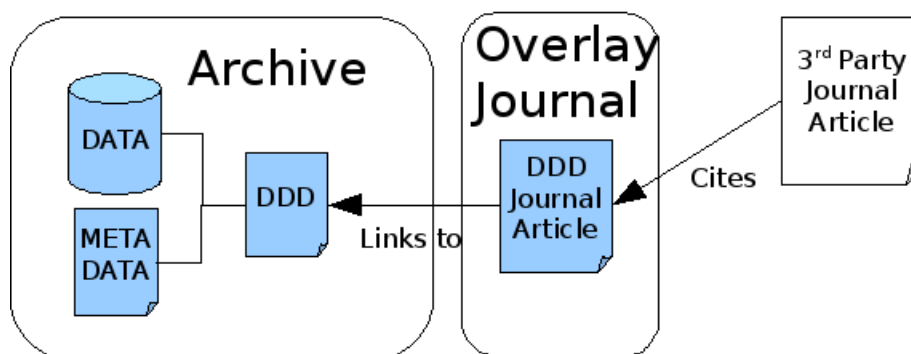 Archive
DATA
META
DATA
DDD
Links to
Overlay
Journal
DDD
Journal
Article
Cites
3rd Party
Journal
Article